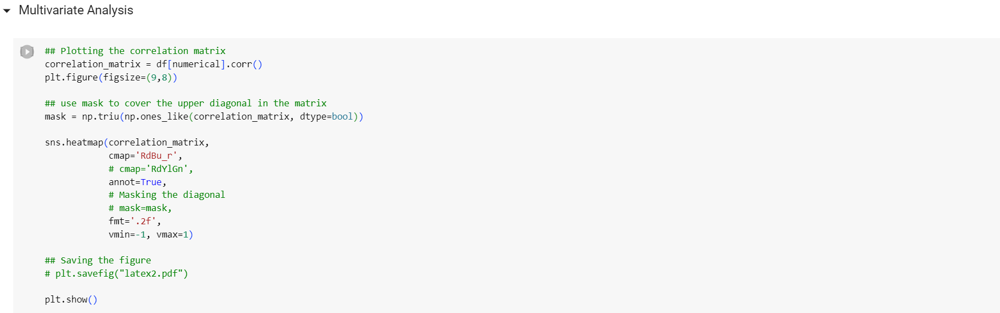 Multivariate Analysis
## Plotting the correlation matrix
correlation_matrix = df[numerical].corr()
plt.figure(figsize=(9,8))
## use mask to cover the upper diagonal in the matrix
mask = np.triu(np.ones_like(correlation_matrix, dtype=bool))
sns.heatmap(correlation_matrix,
            cmap='RdBu_r',
            # cmap='RdYlGn',
            annot=True,
            # Masking the diagonal
            # mask=mask,
            fmt='.2f',
            vmin=-1, vmax=1)
## Saving the figure
# plt.savefig("latex2.pdf")
plt.show()